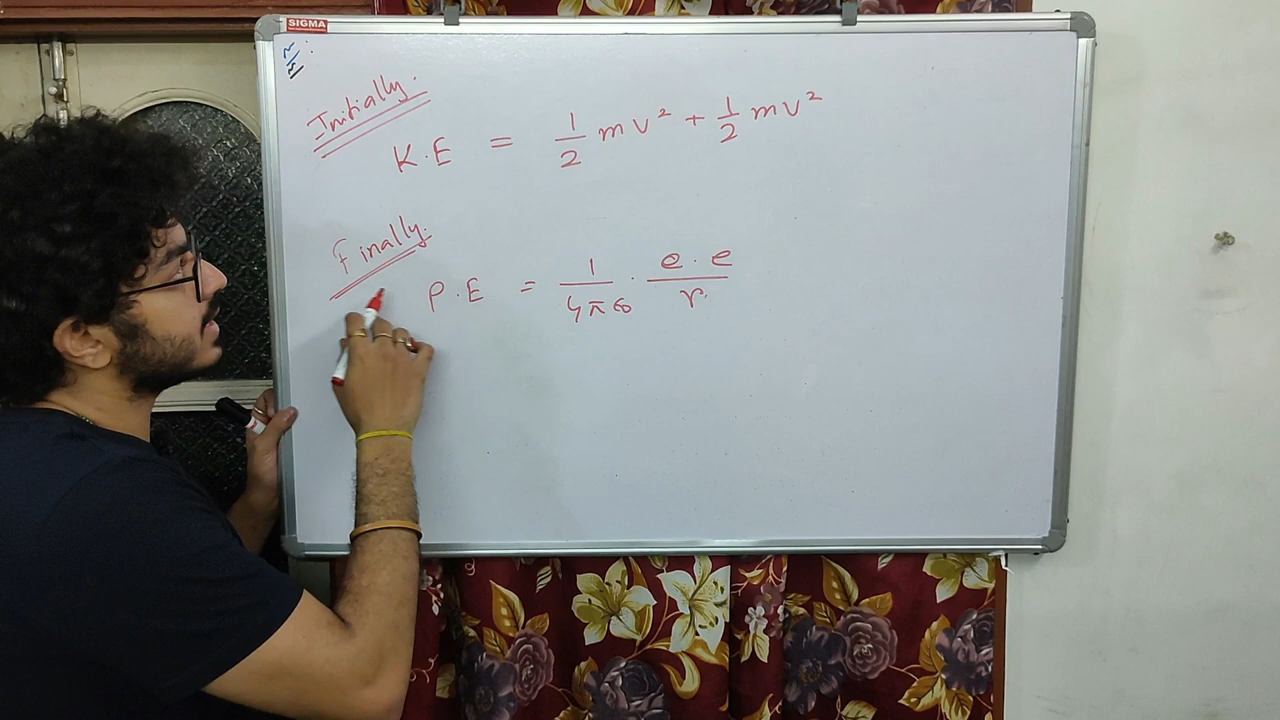 SIGMA
Initially.
K.E = 1/2 mv² + 1/2 mv²
Finally.
P.E = 1/4πϵ₀ · e.e/r.